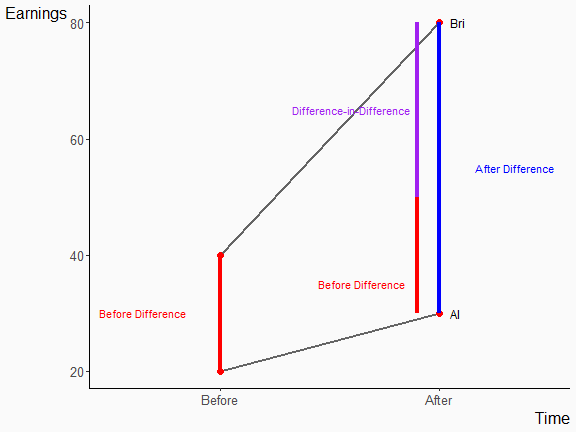 Earnings
80
Bri
Difference-in-Difference
60
After Difference
40
Before Difference
Before Difference
Al
20
Before
After
Time